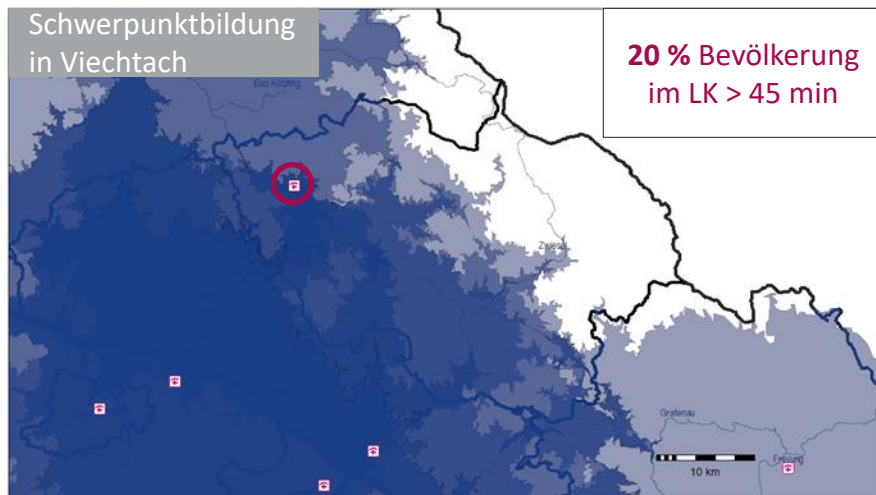 Schwerpunktbildung
in Viechtach
20 % Bevölkerung
im LK > 45 min
Bad Kötzting
Zwiesel
Grafenau
Freyung
10 km